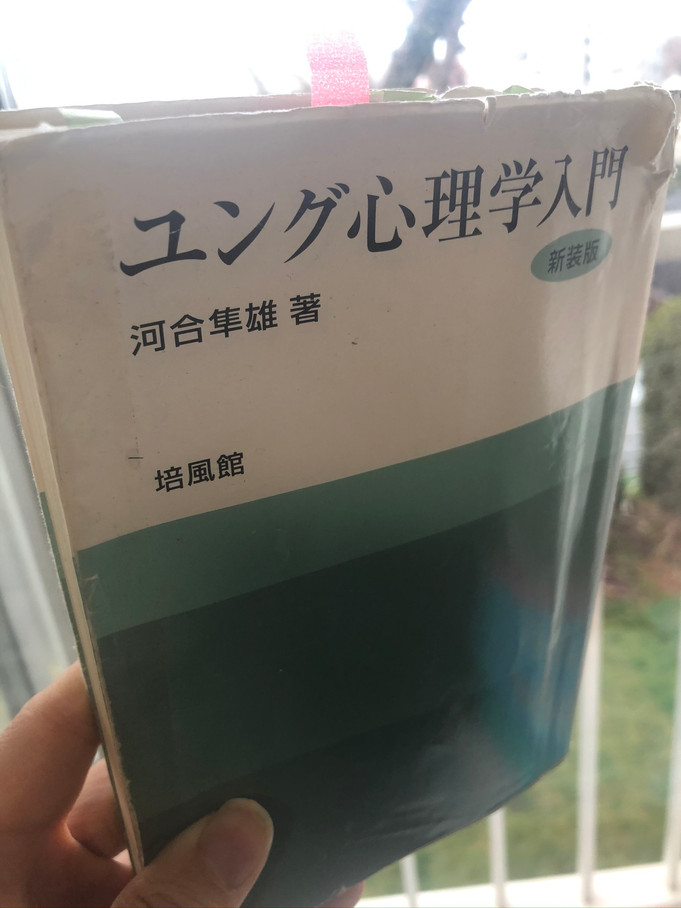 ユング心理学入門
新装版
河合隼雄 著
培風館